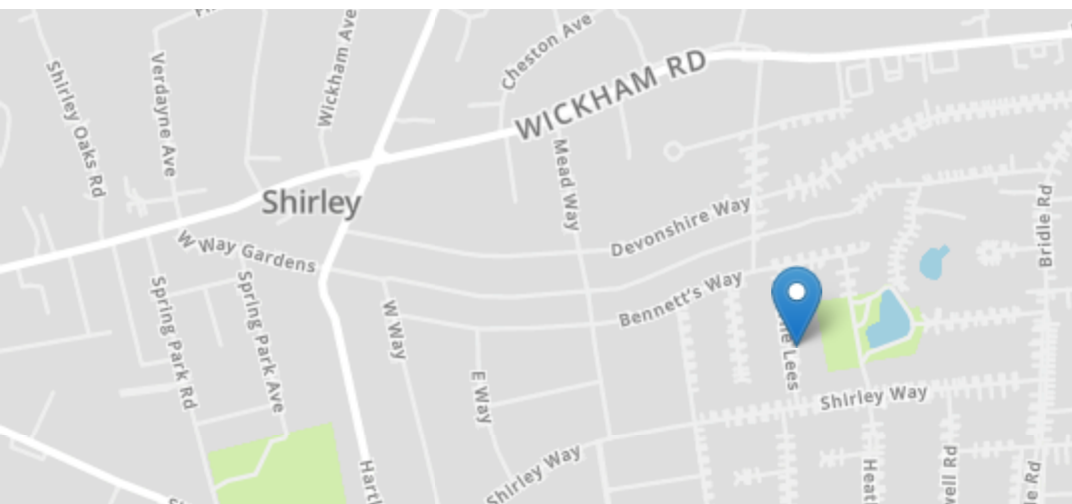 Cheston Ave
Wickham Ave
Verdayne Ave
Shirley Oaks Rd
WICKHAM RD
Mead Way
Shirley
Devonshire Way
Bridle Rd
W Way Gardens
Bennett's Way
Spring Park Rd
Spring Park Ave
W Way
Lees
E Way
Shirley Way
Shirley Way